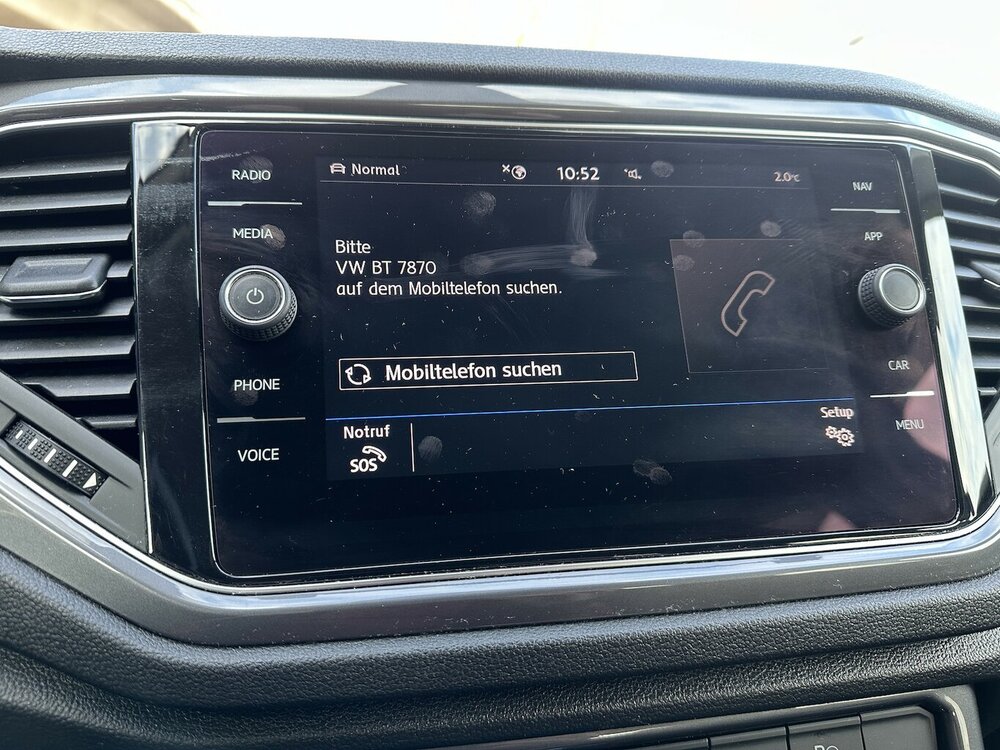 RADIO
MEDIA
PHONE
VOICE
Normal
10:52
2.0°C
Bitte
VW BT 7870
auf dem Mobiltelefon suchen.
Mobiltelefon suchen
Notruf
SOS
Setup
NAV
APP
CAR
MENU